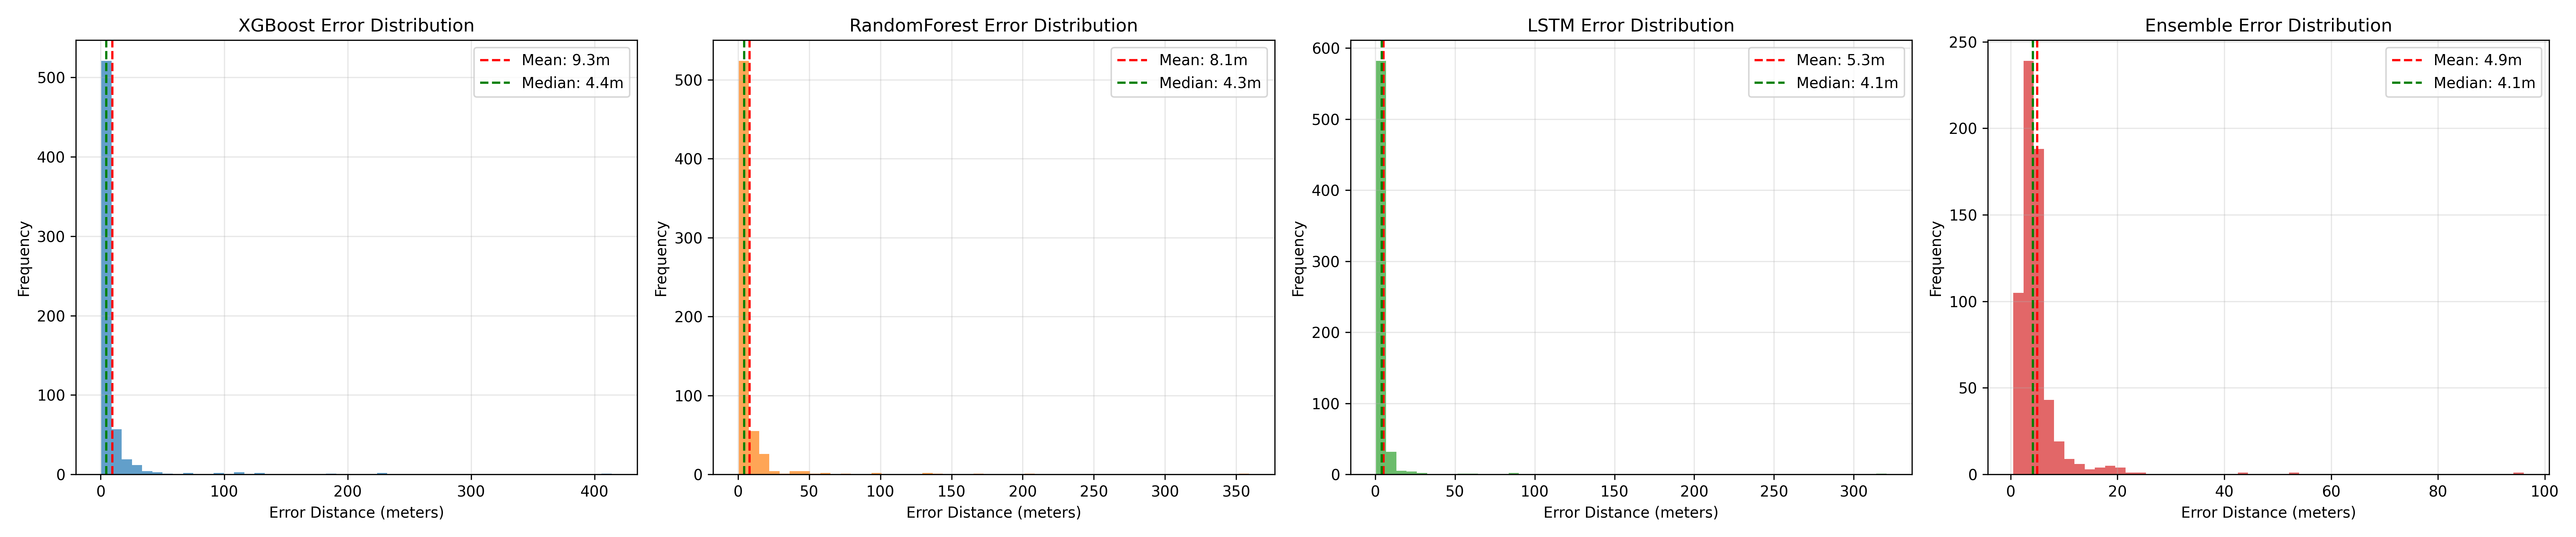 XGBoost Error Distribution
Mean: 9.3m
Median: 4.4m
Frequency
500
400
300
200
100
0
0 100 200 300 400
Error Distance (meters)
RandomForest Error Distribution
Mean: 8.1m
Median: 4.3m
Frequency
500
400
300
200
100
0
0 50 100 150 200 250 300 350
Error Distance (meters)
LSTM Error Distribution
Mean: 5.3m
Median: 4.1m
Frequency
600
500
400
300
200
100
0
0 50 100 150 200 250 300
Error Distance (meters)
Ensemble Error Distribution
Mean: 4.9m
Median: 4.1m
Frequency
250
200
150
100
50
0
0 20 40 60 80 100
Error Distance (meters)